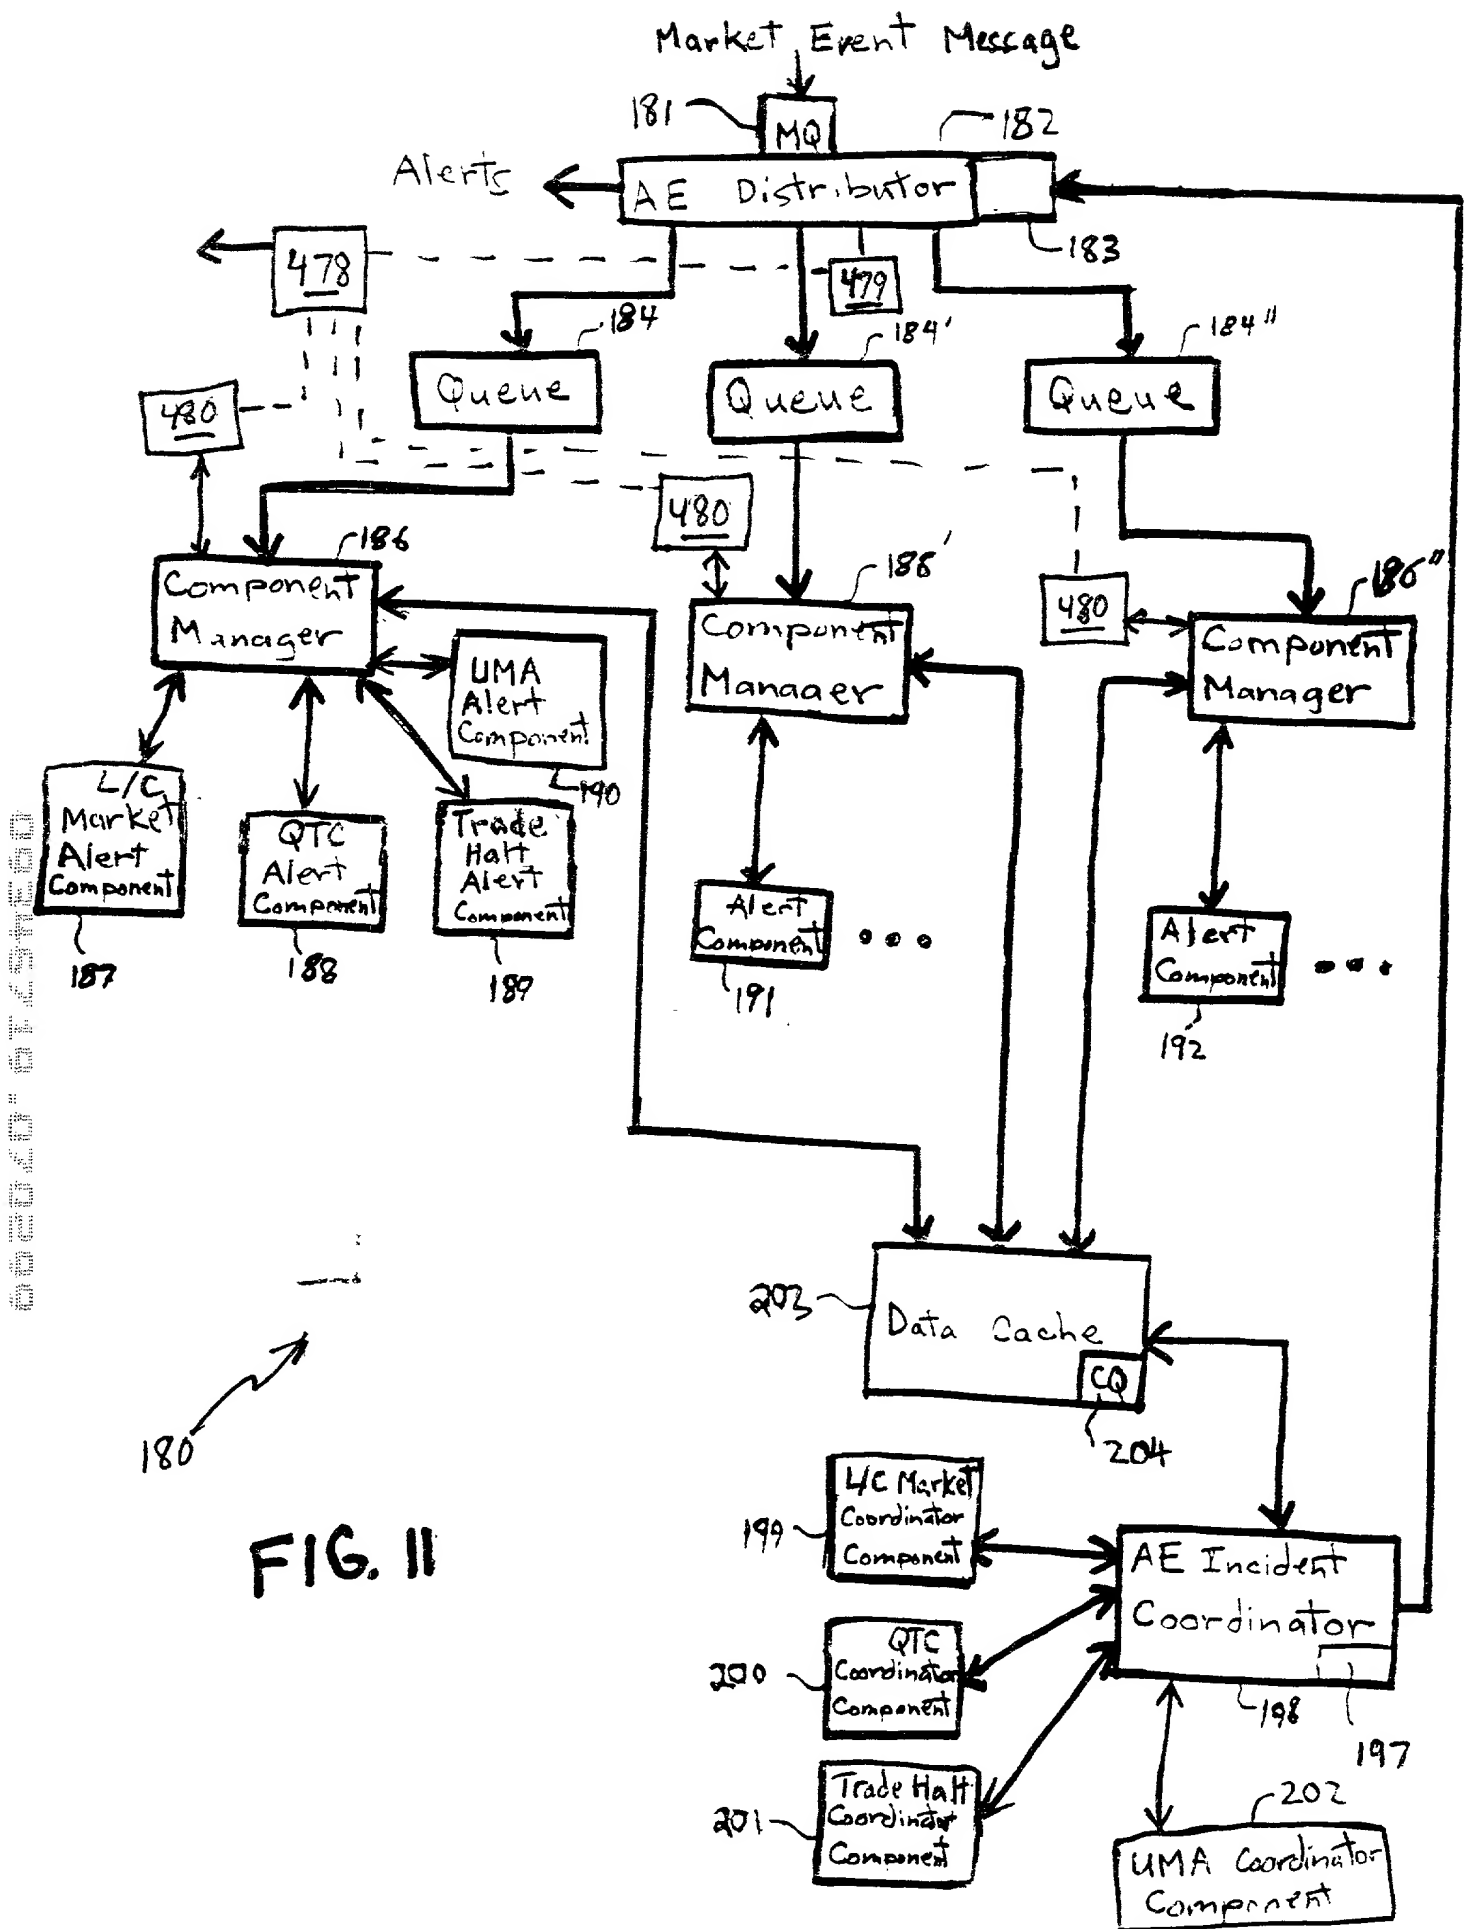 Market Event Message
181
MQ
182
Alerts
AE Distributor
183
478
479
184
184'
184"
Queue
Queue
Queue
480
480
480
186
188'
186"
Component
Manager
Component
Manager
Component
Manager
UMA
Alert
Component
190
L/C
Market
Alert
Component
187
QTC
Alert
Component
188
Trade
Halt
Alert
Component
189
Alert
Component
•••
191
Alert
Component
•••
192
203
Data Cache
CQ
204
180
FIG. 11
L/C Market
Coordinator
Component
199
AE Incident
Coordinator
198
197
QTC
Coordinator
Component
200
Trade Halt
Coordinator
Component
201
202
UMA Coordinator
Component